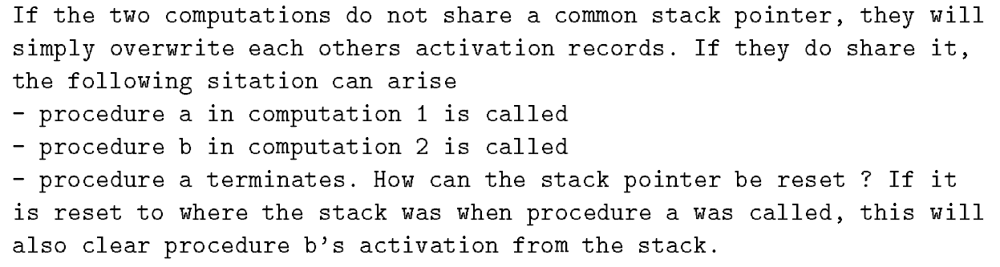 If the two computations do not share a common stack pointer, they will
simply overwrite each others activation records. If they do share it,
the following sitation can arise
- procedure a in computation 1 is called
- procedure b in computation 2 is called
- procedure a terminates. How can the stack pointer be reset ? If it
is reset to where the stack was when procedure a was called, this will
also clear procedure b's activation from the stack.